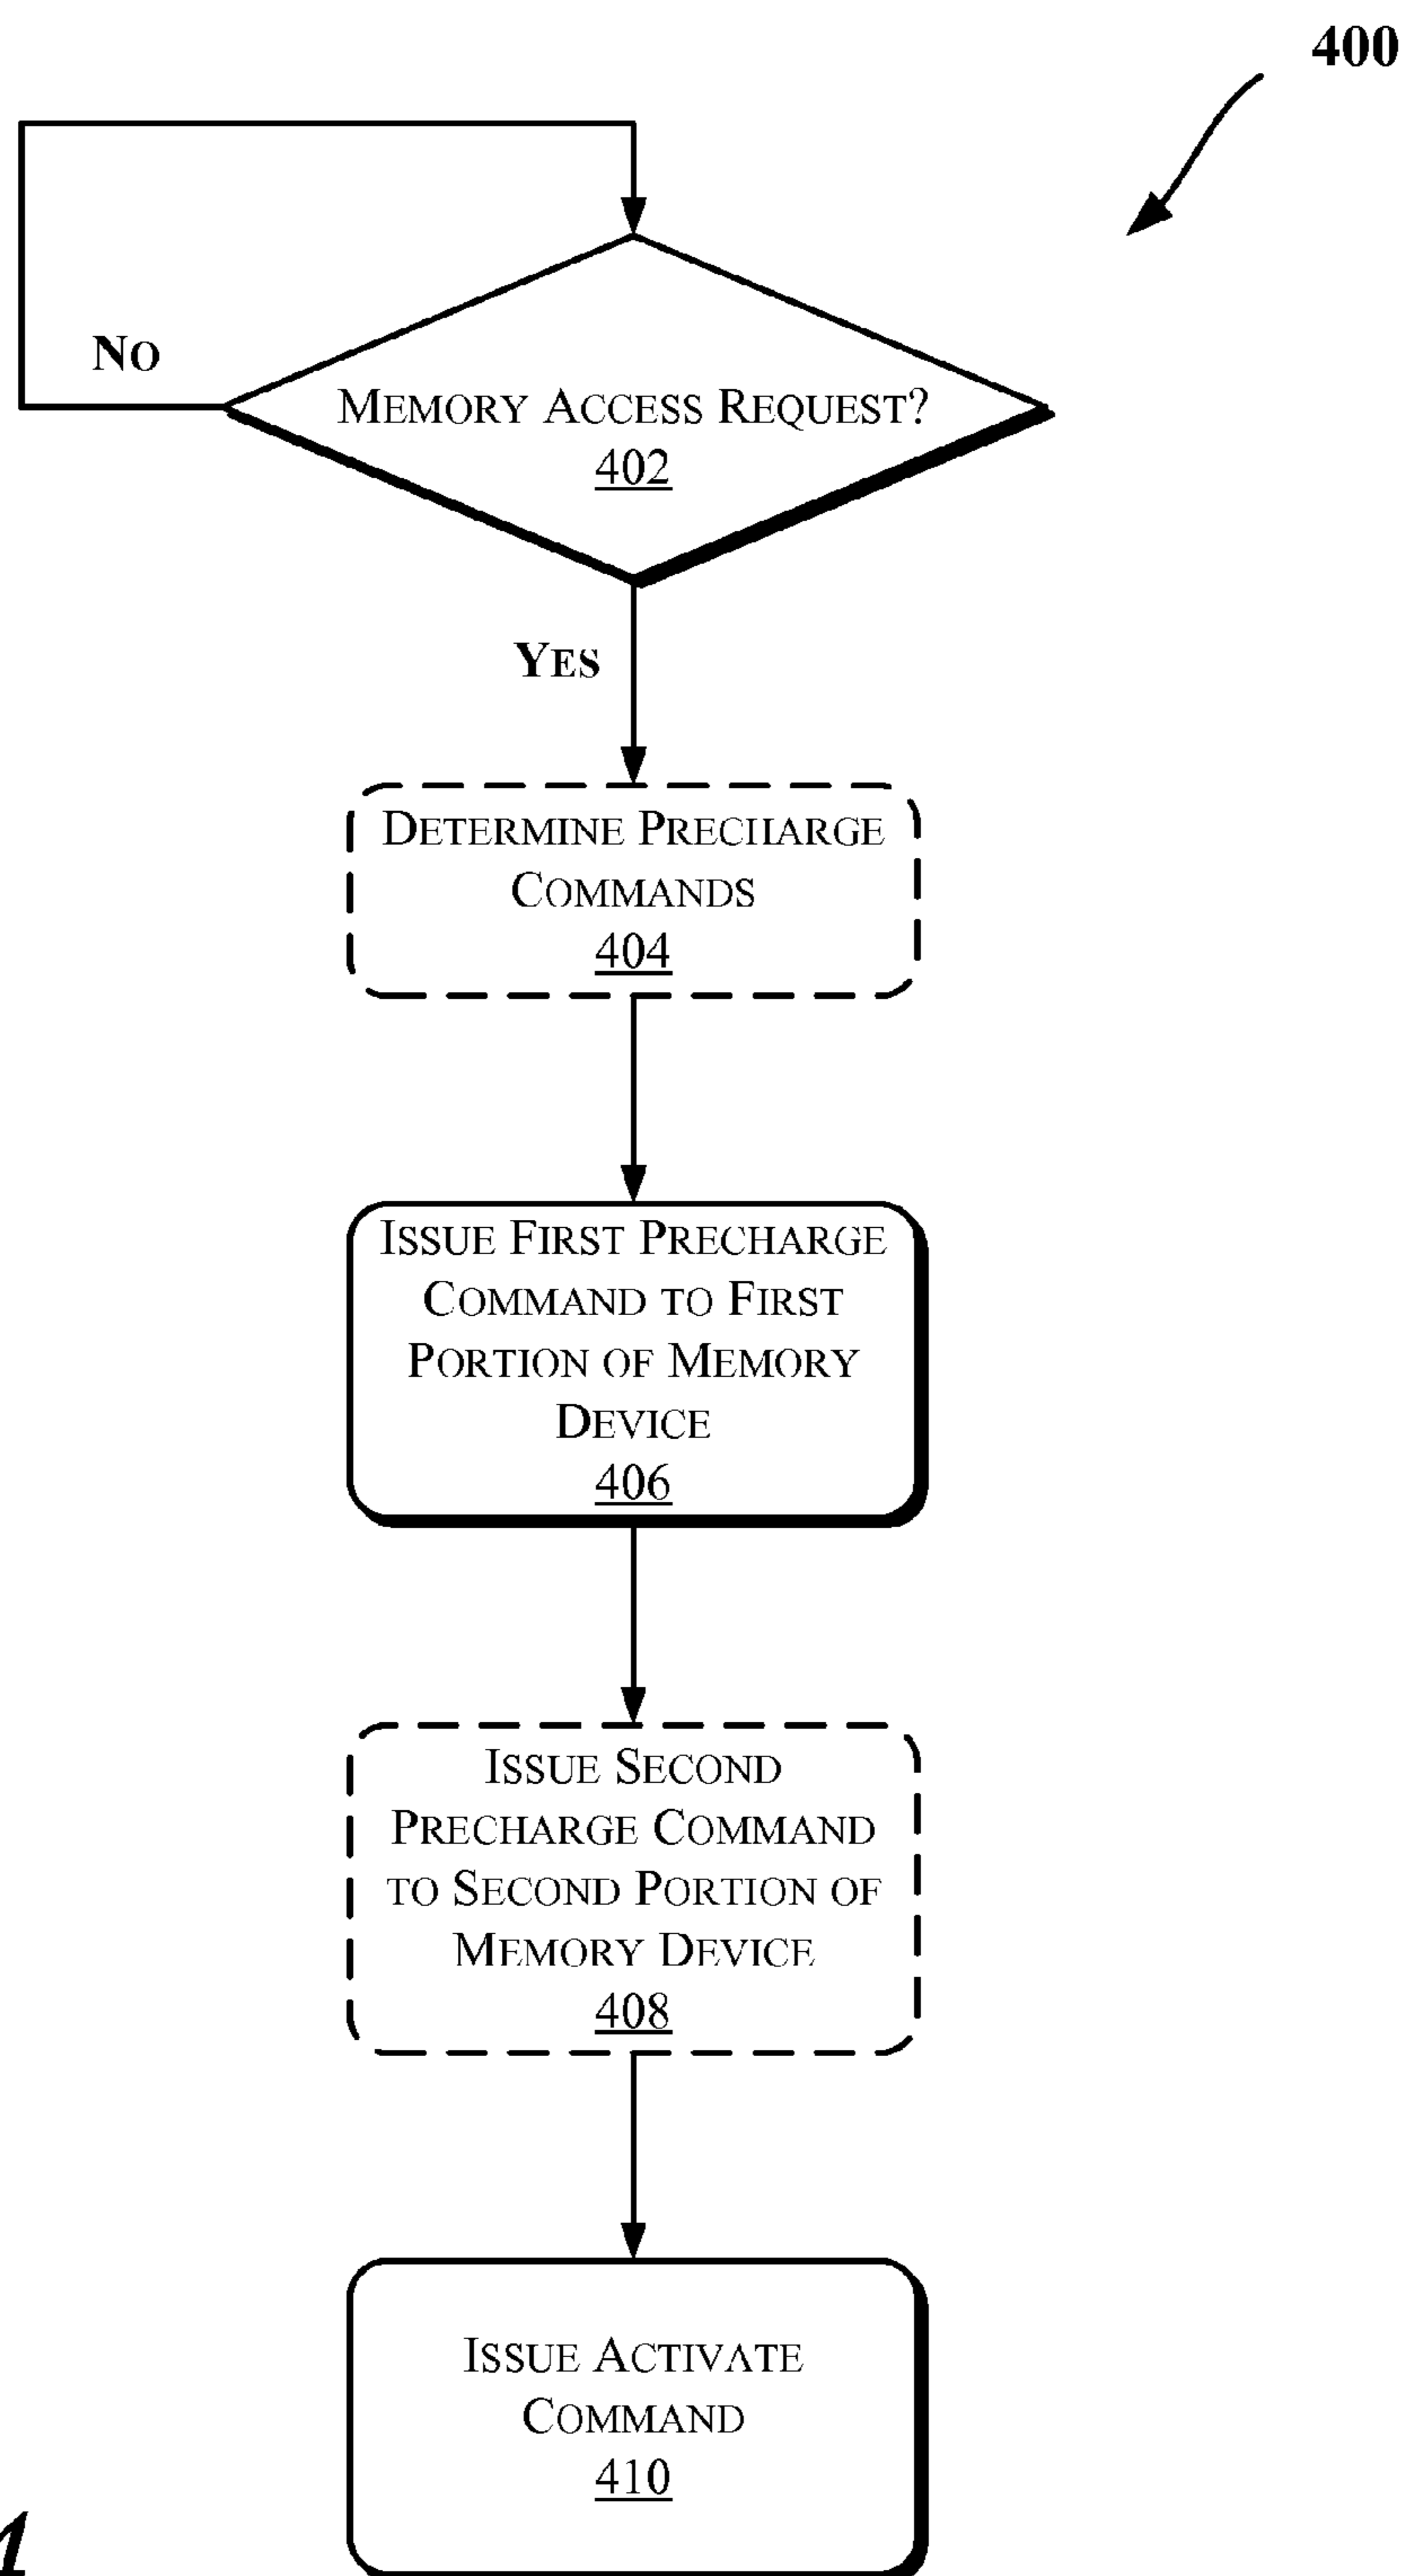 400
NO
MEMORY ACCESS REQUEST?
402
YES
DETERMINE PRECHARGE
COMMANDS
404
ISSUE FIRST PRECHARGE
COMMAND TO FIRST
PORTION OF MEMORY
DEVICE
406
ISSUE SECOND
PRECHARGE COMMAND
TO SECOND PORTION OF
MEMORY DEVICE
408
ISSUE ACTIVATE
COMMAND
410